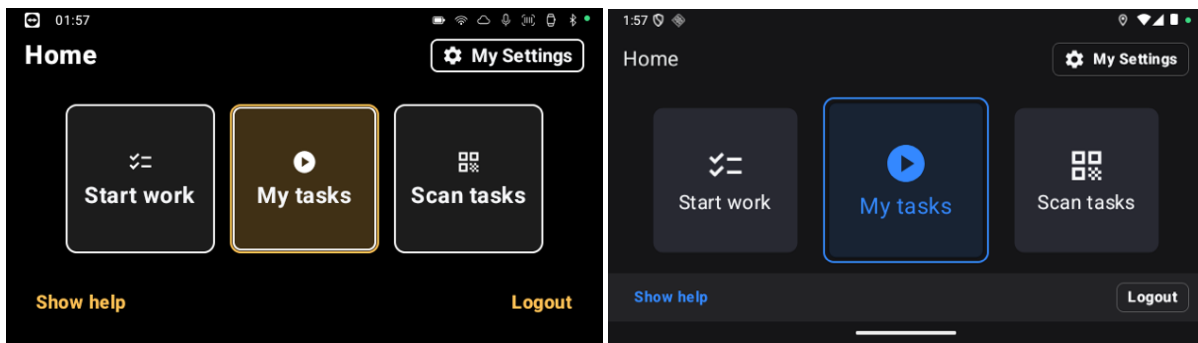 01:57
Home
My Settings
Start work
My tasks
Scan tasks
Show help
Logout
1:57
Home
My Settings
Start work
My tasks
Scan tasks
Show help
Logout